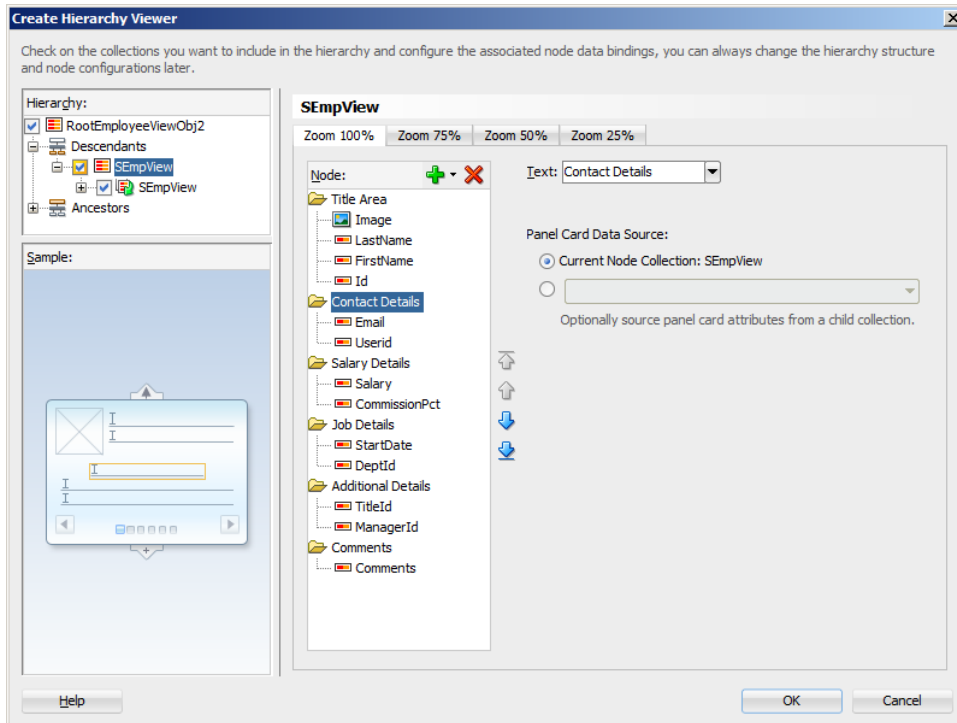 Create Hierarchy Viewer
Check on the collections you want to include in the hierarchy and configure the associated node data bindings, you can always change the hierarchy structure
and node configurations later.
Hierarchy:
RootEmployeeViewObj2
Descendants
SEmpView
SEmpView
Ancestors
Sample:
SEmpView
Zoom 100% Zoom 75% Zoom 50% Zoom 25%
Node:
Title Area
Image
LastName
FirstName
Id
Contact Details
Email
Userid
Salary Details
Salary
CommissionPct
Job Details
StartDate
DeptId
Additional Details
TitleId
ManagerId
Comments
Comments
Text: Contact Details
Panel Card Data Source:
Current Node Collection: SEmpView
Optionally source panel card attributes from a child collection.
Help
OK
Cancel